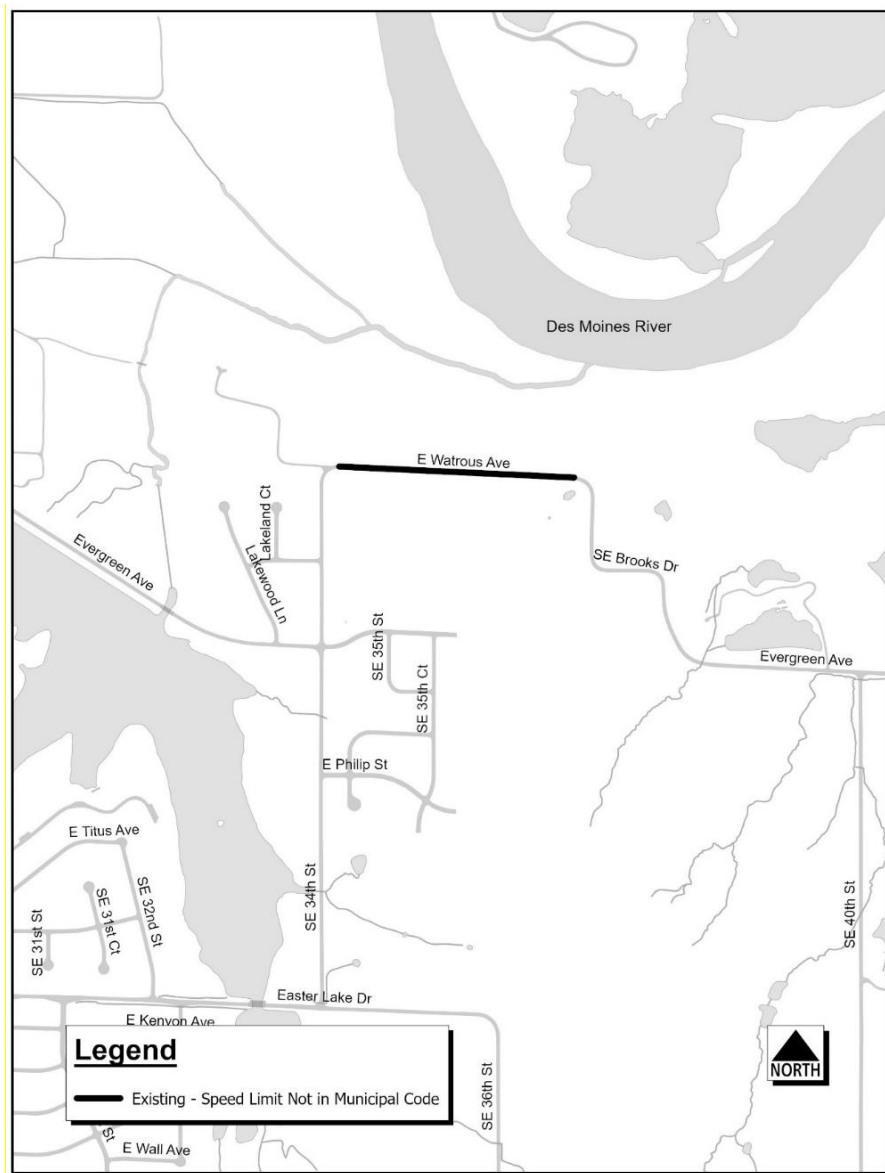 Des Moines River
E Watrous Ave
Lakeland Ct
Lakewood Ln
Evergreen Ave
SE Brooks Dr
SE 35th St
SE 35th Ct
Evergreen Ave
E Philip St
E Titus Ave
SE 31st St
SE 31st Ct
SE 32nd St
SE 34th St
SE 40th St
Easter Lake Dr
E Kenyon Ave
Legend
Existing - Speed Limit Not in Municipal Code
NORTH
SE 36th St
St
E Wall Ave